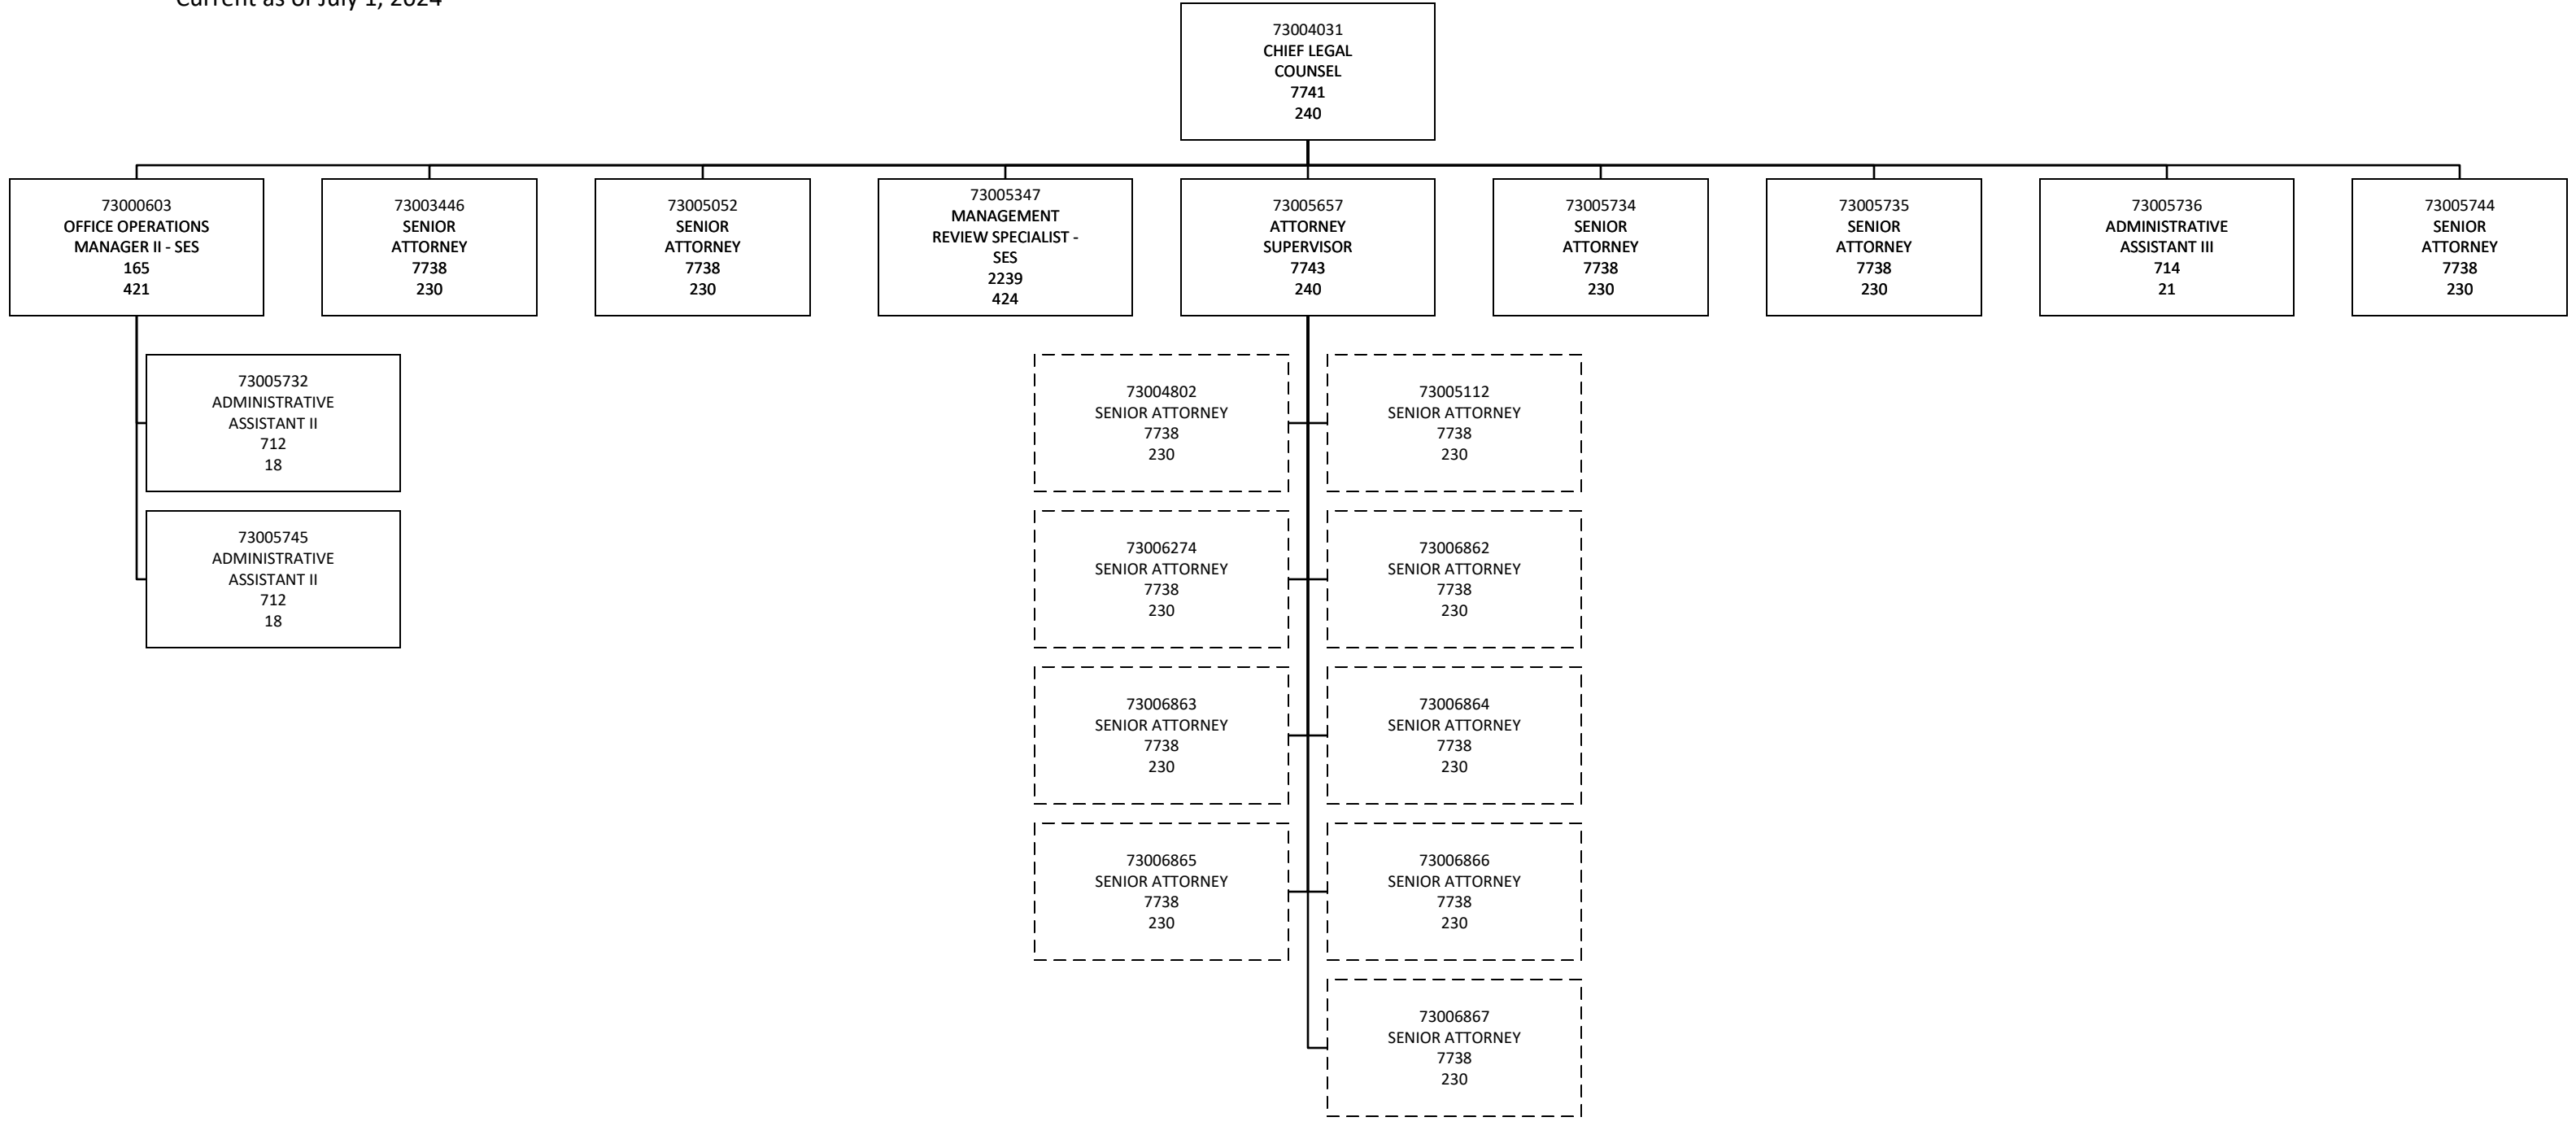 Current as of July 1, 2024
73004031
CHIEF LEGAL
COUNSEL
7741
240
73000603
OFFICE OPERATIONS
MANAGER II - SES
165
421
73003446
SENIOR
ATTORNEY
7738
230
73005052
SENIOR
ATTORNEY
7738
230
73005347
MANAGEMENT
REVIEW SPECIALIST -
SES
2239
424
73005657
ATTORNEY
SUPERVISOR
7743
240
73005734
SENIOR
ATTORNEY
7738
230
73005735
SENIOR
ATTORNEY
7738
230
73005736
ADMINISTRATIVE
ASSISTANT III
714
21
73005744
SENIOR
ATTORNEY
7738
230
73005732
ADMINISTRATIVE
ASSISTANT II
712
18
73005745
ADMINISTRATIVE
ASSISTANT II
712
18
73004802
SENIOR ATTORNEY
7738
230
73005112
SENIOR ATTORNEY
7738
230
73006274
SENIOR ATTORNEY
7738
230
73006862
SENIOR ATTORNEY
7738
230
73006863
SENIOR ATTORNEY
7738
230
73006864
SENIOR ATTORNEY
7738
230
73006865
SENIOR ATTORNEY
7738
230
73006866
SENIOR ATTORNEY
7738
230
73006867
SENIOR ATTORNEY
7738
230